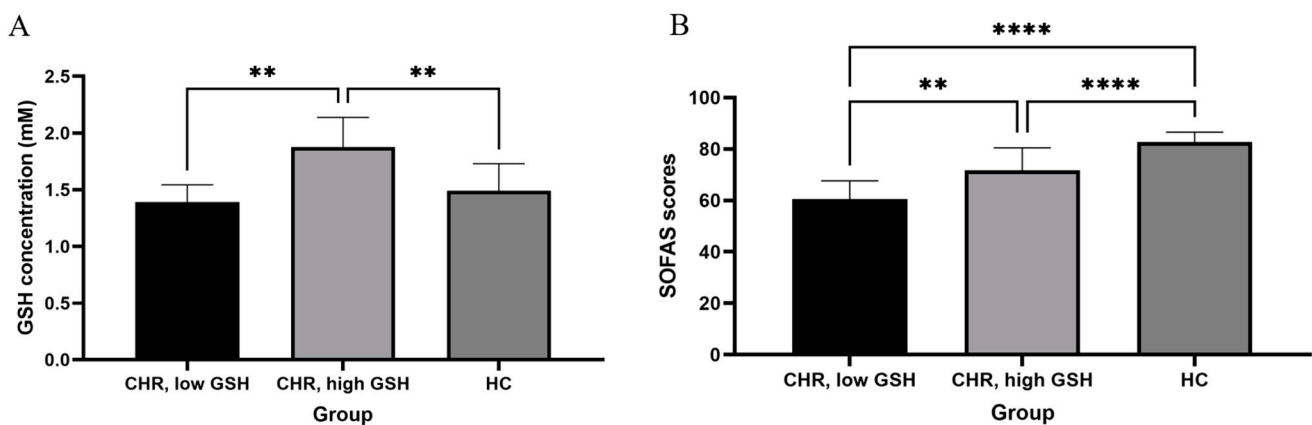 A
**
**
GSH concentration (mM)
2.5
2.0
1.5
1.0
0.5
0.0
CHR, low GSH
CHR, high GSH
HC
Group
B
****
**
****
SOFAS scores
100
80
60
40
20
0
CHR, low GSH
CHR, high GSH
HC
Group